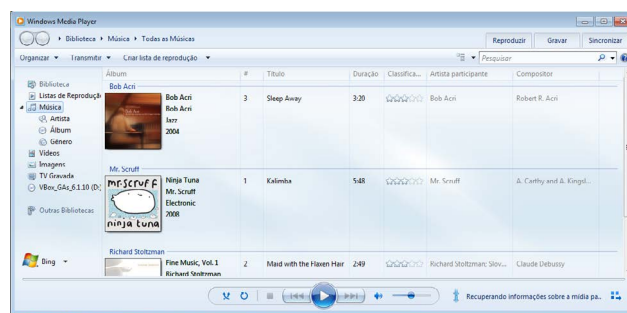 Windows Media Player
Biblioteca ▸ Música ▸ Todas as Músicas
Reproduzir Gravar Sincronizar
Organizar Transmitir Criar lista de reprodução Pesquisar
Álbum # Título Duração Classifica... Artista participante Compositor
Biblioteca
Listas de Reproduçã
Música
Artista
Álbum
Gênero
Vídeos
Imagens
TV Gravada
VBox_GAs_6.1.10 (D:)
Outras Bibliotecas
Bing
Bob Acri
Bob Acri 3 Sleep Away 3:20 Bob Acri Robert R. Acri
Bob Acri
Jazz
2004
Mr. Scruff
mr.scruff
ninja tuna
Ninja Tuna 1 Kalimba 5:48 Mr. Scruff A. Carthy and A. Kingsl...
Mr. Scruff
Electronic
2008
Richard Stoltzman
Fine Music, Vol. 1 2 Maid with the Flaxen Hair 2:49 Richard Stoltzman; Slov... Claude Debussy
Richard Stoltzman
Recuperando informações sobre a mídia pa..